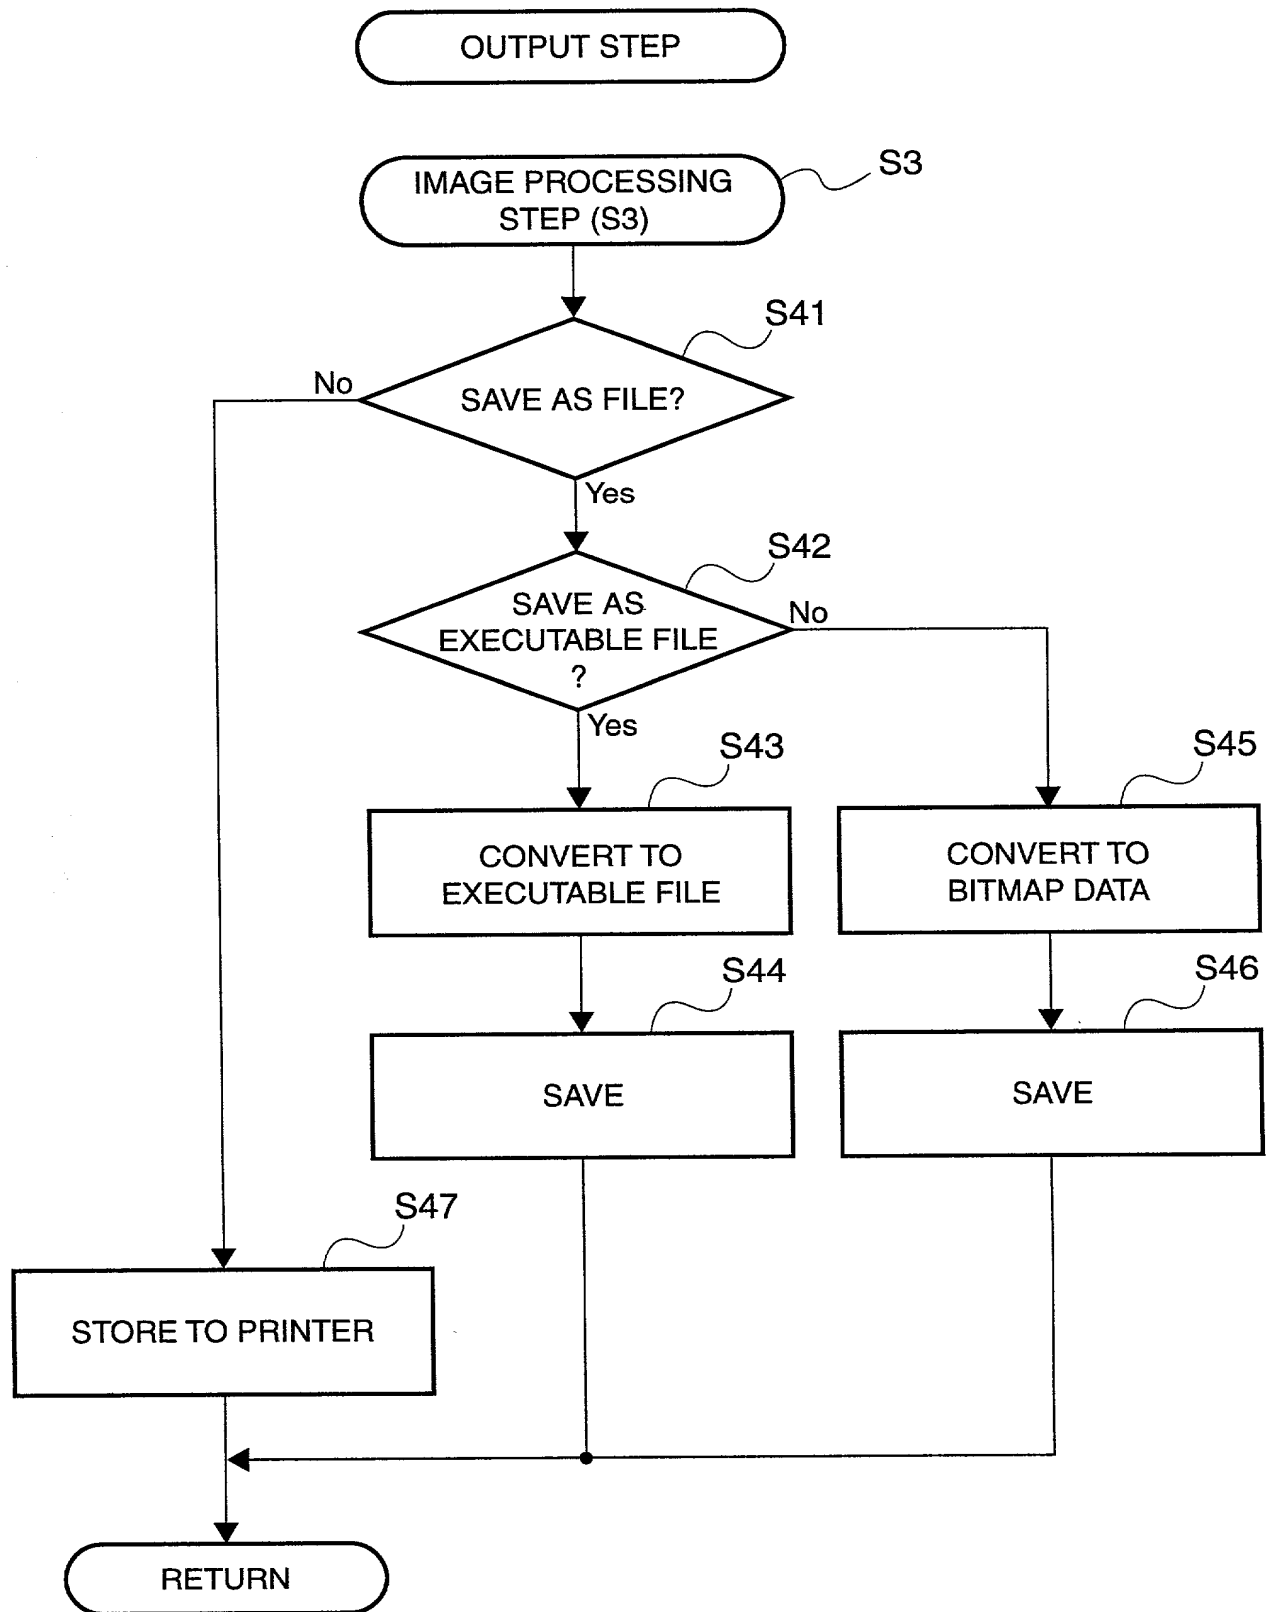 OUTPUT STEP
IMAGE PROCESSING
STEP (S3)
S3
S41
No
SAVE AS FILE?
Yes
S42
SAVE AS
EXECUTABLE FILE
?
No
Yes
S43
S45
CONVERT TO
EXECUTABLE FILE
CONVERT TO
BITMAP DATA
S44
S46
SAVE
SAVE
S47
STORE TO PRINTER
RETURN